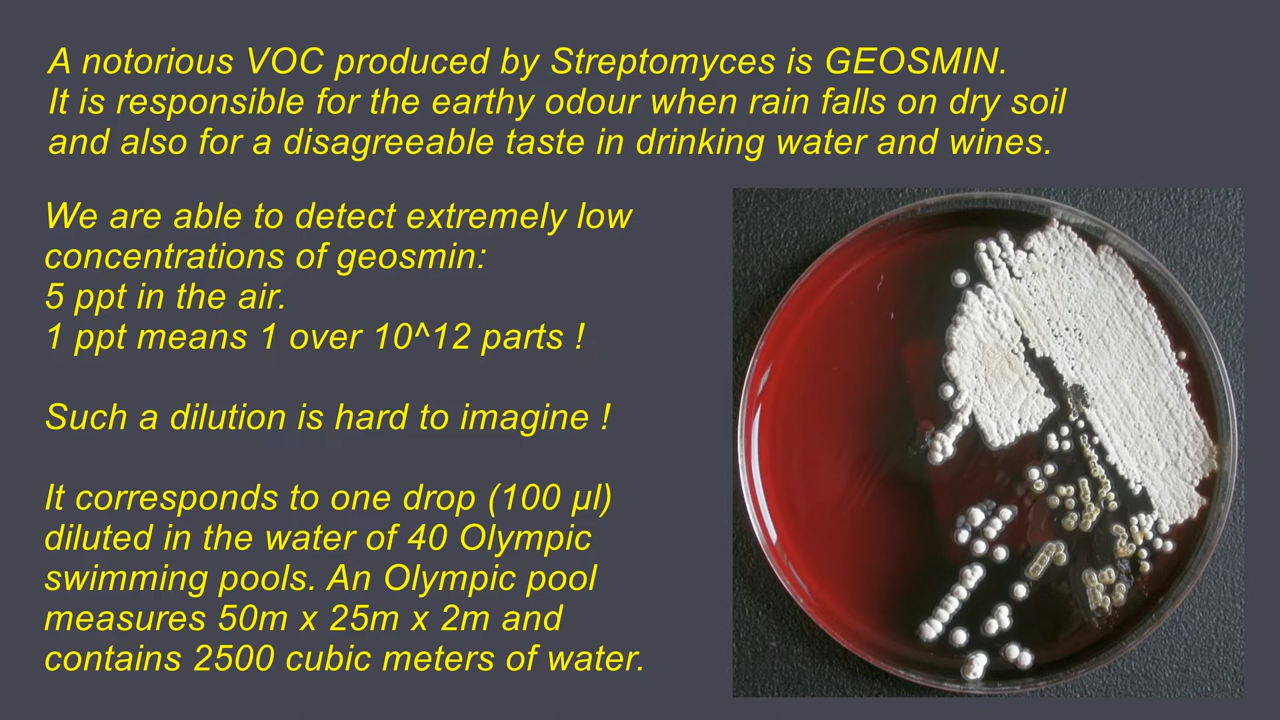 A notorious VOC produced by Streptomyces is GEOSMIN.
It is responsible for the earthy odour when rain falls on dry soil
and also for a disagreeable taste in drinking water and wines.
We are able to detect extremely low
concentrations of geosmin:
5 ppt in the air.
1 ppt means 1 over 10^12 parts !
Such a dilution is hard to imagine !
It corresponds to one drop (100 µl)
diluted in the water of 40 Olympic
swimming pools. An Olympic pool
measures 50m x 25m x 2m and
contains 2500 cubic meters of water.